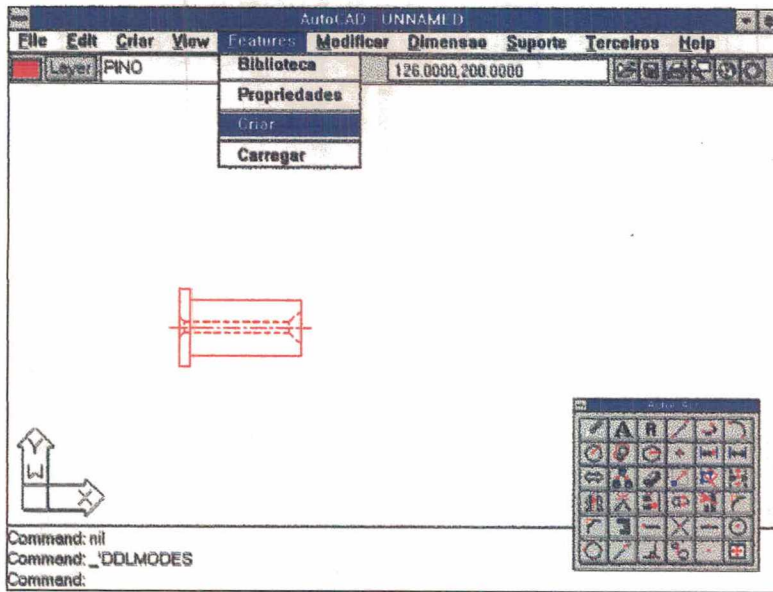 AutoCAD - UNNAMED
File Edit Criar View Features Modificar Dimensao Suporte Terceiros Help
Layer PINO 126.0000,200.0000
Biblioteca
Propriedades
Criar
Carregar
A R
Y
W
X
Command: nil
Command: _'DDLMODES
Command: